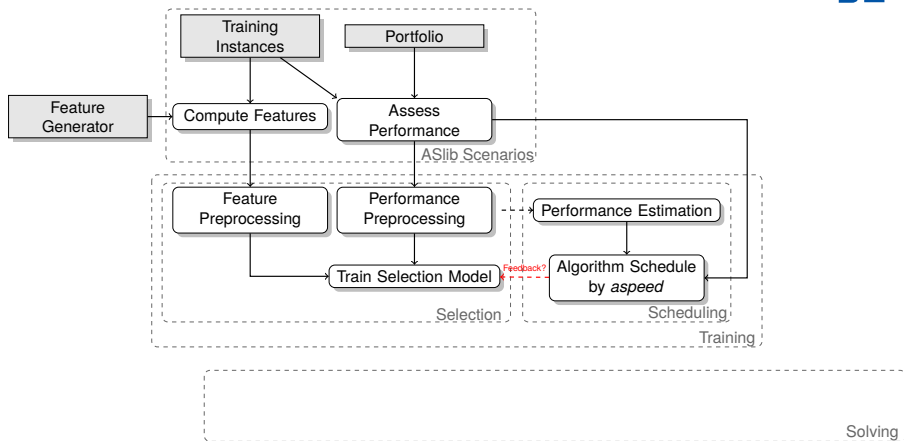 Training
Instances
Portfolio
Feature
Generator
Compute Features
Assess
Performance
ASlib Scenarios
Feature
Preprocessing
Performance
Preprocessing
Performance Estimation
Train Selection Model
Feedback?
Algorithm Schedule
by aspeed
Selection
Scheduling
Training
Solving